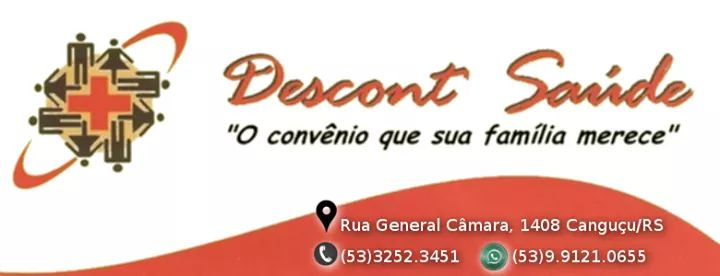 Descont Saúde
"O convênio que sua família merece"
Rua General Câmara, 1408 Canguçu/RS
(53)3252.3451 (53)9.9121.0655